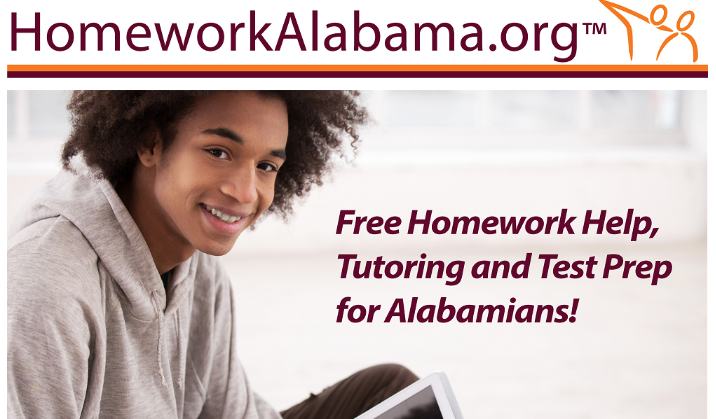 HomeworkAlabama.org™
Free Homework Help,
Tutoring and Test Prep
for Alabamians!